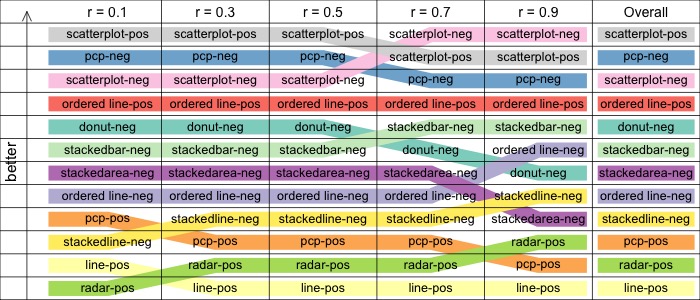 r = 0.1 r = 0.3 r = 0.5 r = 0.7 r = 0.9 Overall
scatterplot-pos scatterplot-pos scatterplot-pos scatterplot-neg scatterplot-neg scatterplot-pos
pcp-neg pcp-neg pcp-neg scatterplot-pos scatterplot-pos pcp-neg
scatterplot-neg scatterplot-neg scatterplot-neg pcp-neg pcp-neg scatterplot-neg
ordered line-pos ordered line-pos ordered line-pos ordered line-pos ordered line-pos ordered line-pos
donut-neg donut-neg donut-neg stackedbar-neg stackedbar-neg donut-neg
stackedbar-neg stackedbar-neg stackedbar-neg donut-neg ordered line-neg stackedbar-neg
stackedarea-neg stackedarea-neg stackedarea-neg stackedarea-neg donut-neg stackedarea-neg
ordered line-neg ordered line-neg ordered line-neg ordered line-neg stackedline-neg ordered line-neg
pcp-pos stackedline-neg stackedline-neg stackedline-neg stackedarea-neg stackedline-neg
stackedline-neg pcp-pos pcp-pos pcp-pos radar-pos pcp-pos
line-pos radar-pos radar-pos radar-pos pcp-pos radar-pos
radar-pos line-pos line-pos line-pos line-pos line-pos
better